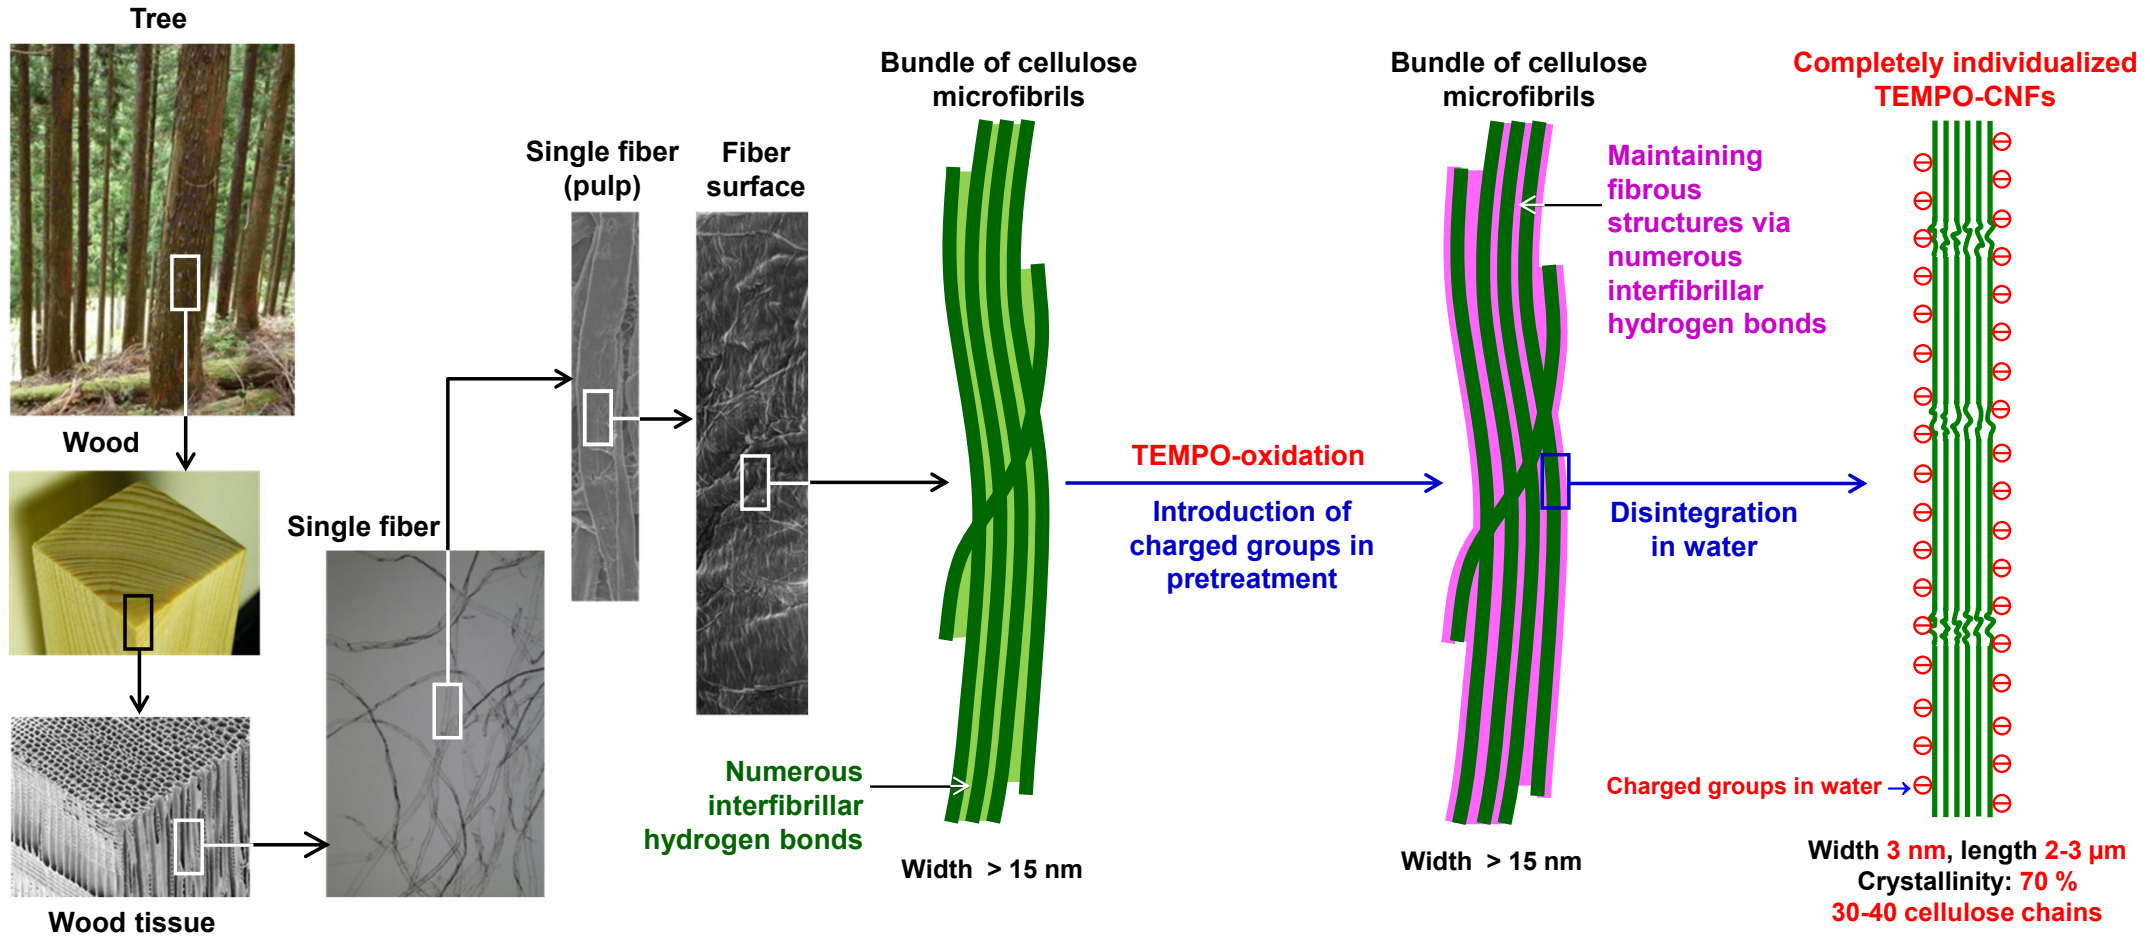 Tree
Wood
Wood tissue
Single fiber
Single fiber
(pulp)
Fiber
surface
Bundle of cellulose
microfibrils
Numerous
interfibrillar
hydrogen bonds
Width > 15 nm
TEMPO-oxidation
Introduction of
charged groups in
pretreatment
Bundle of cellulose
microfibrils
Maintaining
fibrous
structures via
numerous
interfibrillar
hydrogen bonds
Width > 15 nm
Disintegration
in water
Completely individualized
TEMPO-CNFs
Charged groups in water
Width 3 nm, length 2-3 μm
Crystallinity: 70 %
30-40 cellulose chains